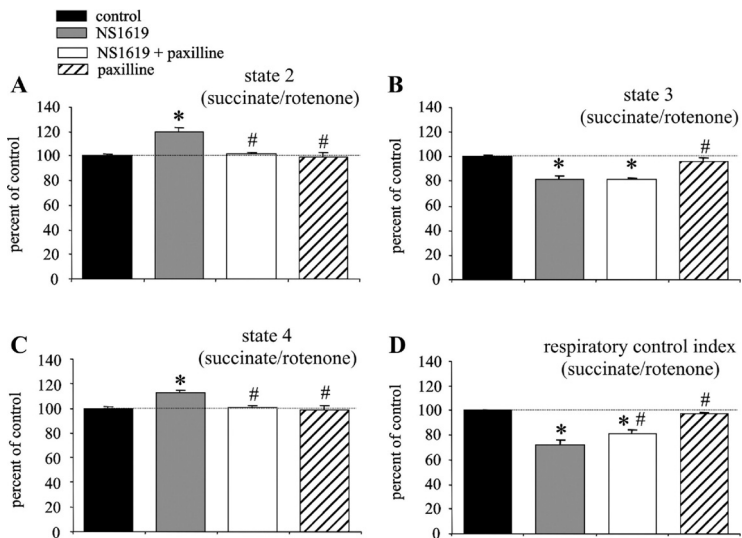 control
NS1619
NS1619 + paxilline
paxilline
A
state 2
(succinate/rotenone)
percent of control
140
120
100
80
60
40
20
0
*
#
#
B
state 3
(succinate/rotenone)
percent of control
140
120
100
80
60
40
20
0
*
*
#
C
state 4
(succinate/rotenone)
percent of control
140
120
100
80
60
40
20
0
*
#
#
D
respiratory control index
(succinate/rotenone)
percent of control
140
120
100
80
60
40
20
0
*
* #
#